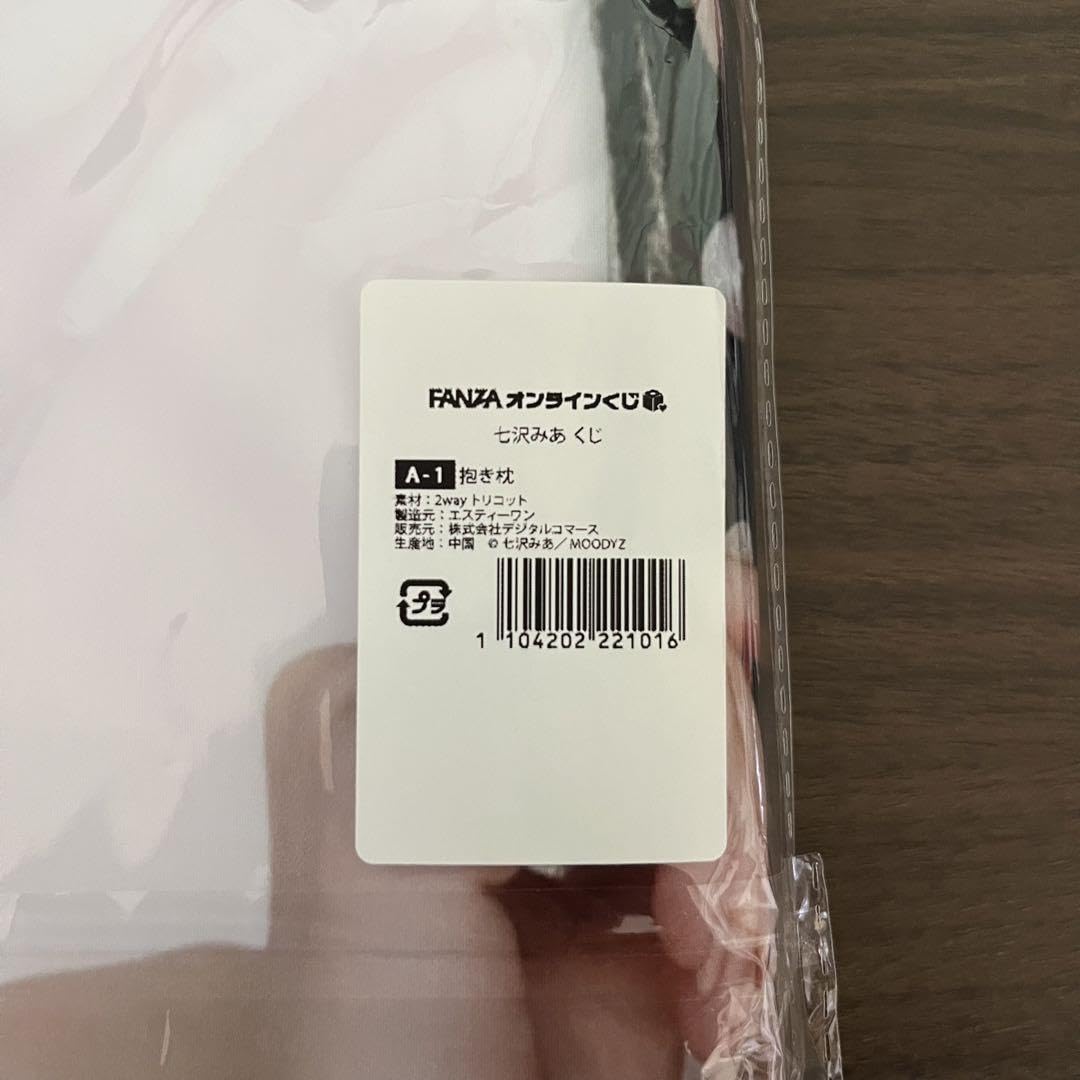 FANZA オンラインくじ
七沢みあ くじ
A-1 抱き枕
素材：2way トリコット
製造元：エスティーワン
販売元：株式会社デジタルコマース
生産地：中国 © 七沢みあ／MOODYZ
プラ
1 104202 221016